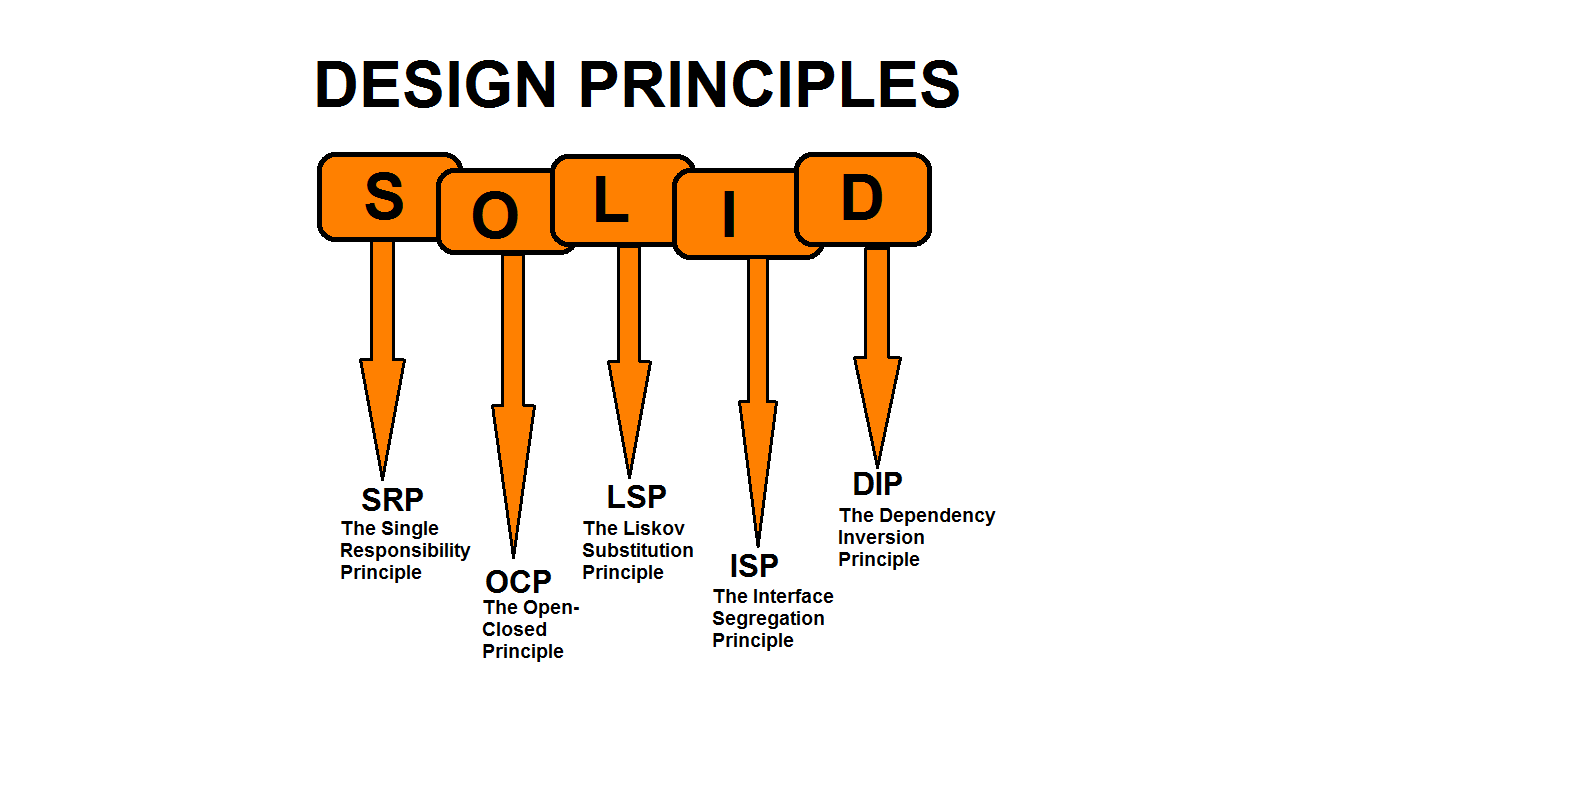 DESIGN PRINCIPLES
S
O
L
I
D
SRP
The Single
Responsibility
Principle
OCP
The Open-
Closed
Principle
LSP
The Liskov
Substitution
Principle
ISP
The Interface
Segregation
Principle
DIP
The Dependency
Inversion
Principle